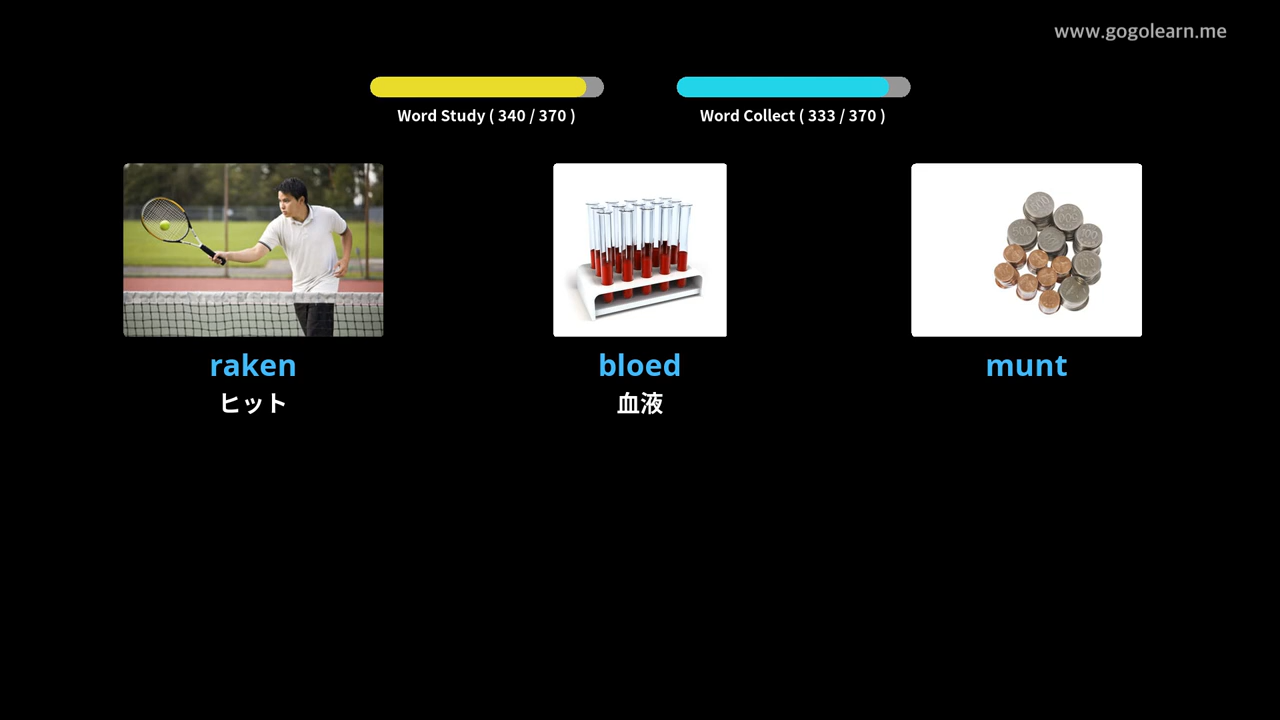 www.gogolearn.me
Word Study ( 340 / 370 )
Word Collect ( 333 / 370 )
raken
ヒット
bloed
血液
munt